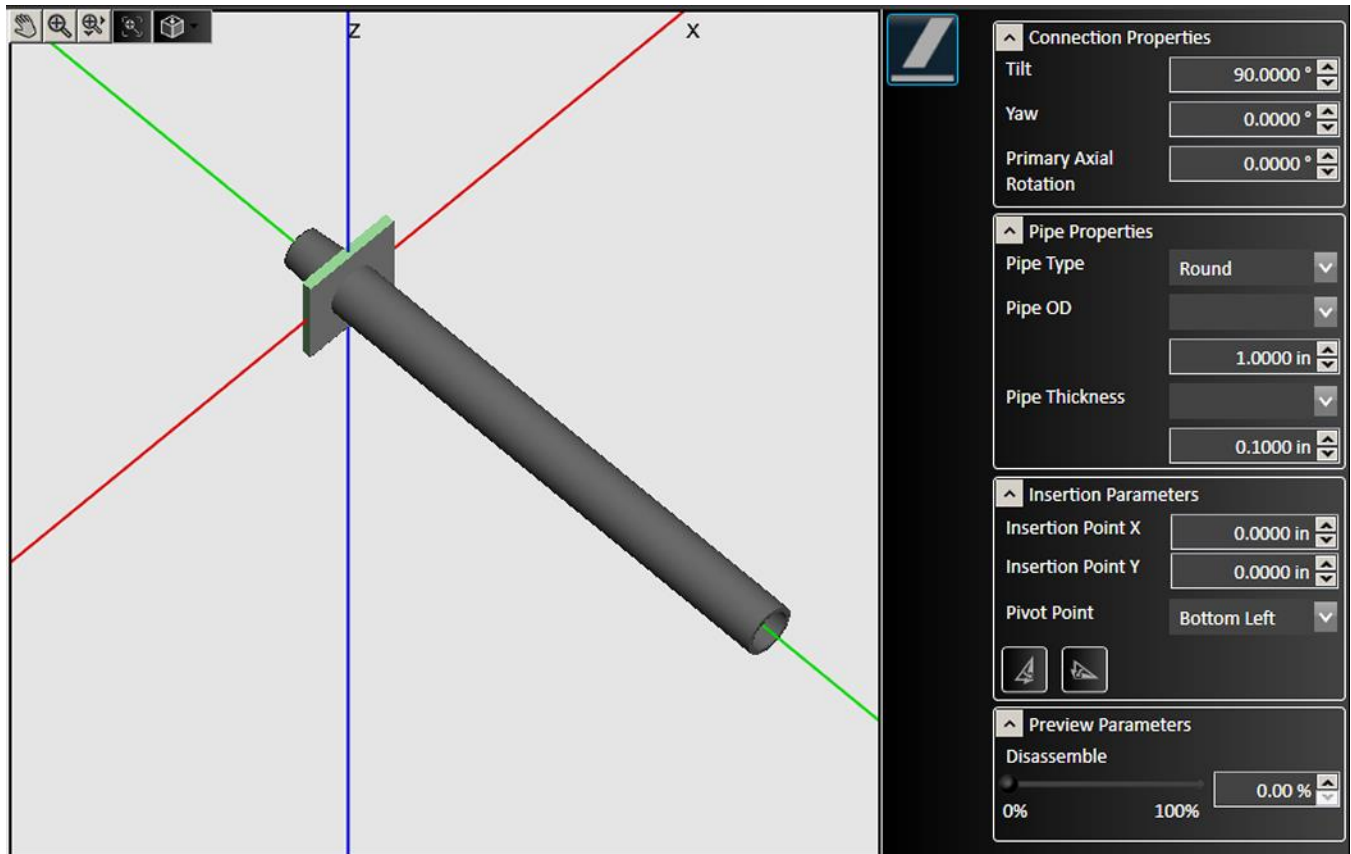 Z
X
Connection Properties
Tilt
90.0000 °
Yaw
0.0000 °
Primary Axial
Rotation
0.0000 °
Pipe Properties
Pipe Type
Round
Pipe OD
1.0000 in
Pipe Thickness
0.1000 in
Insertion Parameters
Insertion Point X
0.0000 in
Insertion Point Y
0.0000 in
Pivot Point
Bottom Left
Preview Parameters
Disassemble
0.00 %
0%
100%